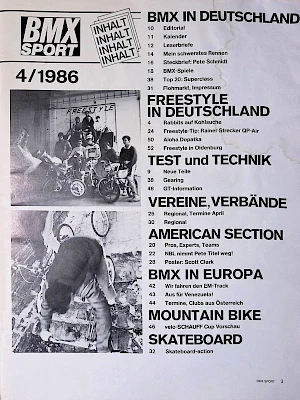 BMX
SPORT
INHALT
INHALT
INHALT
INHALT
4/1986
FREESTYLE
BMX IN DEUTSCHLAND
10 Editorial
11 Kalender
12 Leserbriefe
14 Mein schwerstes Rennen
16 Steckbrief: Pete Schmidt
18 BMX-Spiele
38 Top 20: Superclass
31 Flohmarkt, Impressum
FREESTYLE
IN DEUTSCHLAND
4 Rabbits auf Kohlsuche
24 Freestyle-Tip: Rainer Strecker QP-Air
50 Aloha Dopatka
52 Freestyle in Oldenburg
TEST und TECHNIK
9 Neue Teile
36 Gearing
48 GT-Information
VEREINE, VERBÄNDE
26 Regional, Termine April
30 Regional
AMERICAN SECTION
20 Pros, Experts, Teams
22 NBL nimmt Pete Titel weg!
28 Poster: Scott Clark
BMX IN EUROPA
42 Wir fahren den EM-Track
43 Aus für Venezuela!
44 Termine, Clubs aus Österreich
MOUNTAIN BIKE
46 velo-SCHAUFF Cup Vorschau
SKATEBOARD
32 Skateboard-action
BMX SPORT 3